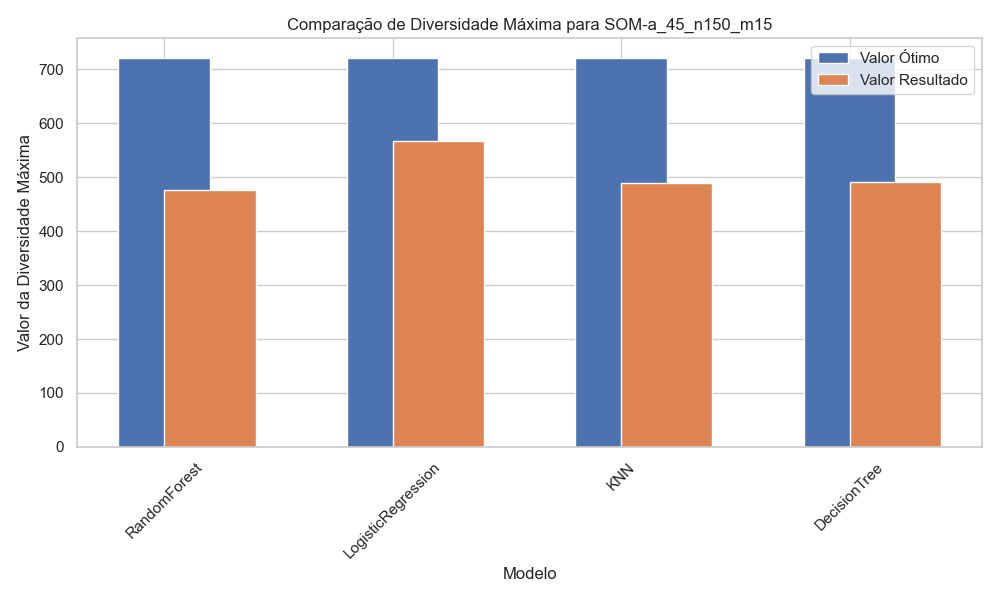 Comparação de Diversidade Máxima para SOM-a_45_n150_m15
Valor Ótimo
Valor Resultado
Valor da Diversidade Máxima
700
600
500
400
300
200
100
0
RandomForest
LogisticRegression
KNN
DecisionTree
Modelo